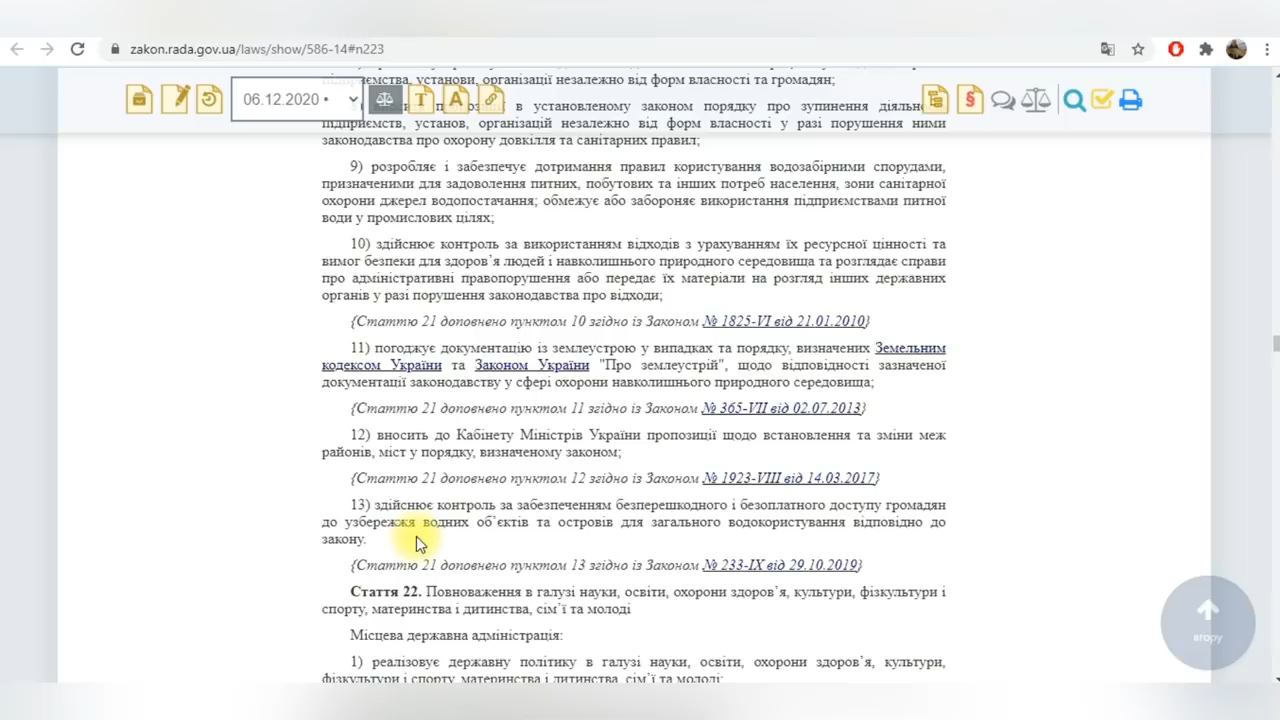 zakon.rada.gov.ua/laws/show/586-14#n223
підприємства, установи, організації незалежно від форм власності та громадян;
06.12.2020 •
в установленому законом порядку про зупинення
підприємств, установ, організацій незалежно від форм власності у разі порушення ними
законодавства про охорону довкілля та санітарних правил;
9) розробляє і забезпечує дотримання правил користування водозабірними спорудами,
призначеними для задоволення питних, побутових та інших потреб населення, зони санітарної
охорони джерел водопостачання; обмежує або забороняє використання підприємствами питної
води у промислових цілях;
10) здійснює контроль за використанням відходів з урахуванням їх ресурсної цінності та
вимог безпеки для здоров'я людей і навколишнього природного середовища та розглядає справи
про адміністративні правопорушення або передає їх матеріали на розгляд інших державних
органів у разі порушення законодавства про відходи;
{Статтю 21 доповнено пунктом 10 згідно із Законом № 1825-VI від 21.01.2010}
11) погоджує документацію із землеустрою у випадках та порядку, визначених Земельним
кодексом України та Законом України "Про землеустрій", щодо відповідності зазначеної
документації законодавству у сфері охорони навколишнього природного середовища;
{Статтю 21 доповнено пунктом 11 згідно із Законом № 365-VII від 02.07.2013}
12) вносить до Кабінету Міністрів України пропозиції щодо встановлення та зміни меж
районів, міст у порядку, визначеному законом;
{Статтю 21 доповнено пунктом 12 згідно із Законом № 1923-VIII від 14.03.2017}
13) здійснює контроль за забезпеченням безперешкодного і безоплатного доступу громадян
до узбережжя водних об'єктів та островів для загального водокористування відповідно до
закону.
{Статтю 21 доповнено пунктом 13 згідно із Законом № 233-IX від 29.10.2019}
Стаття 22. Повноваження в галузі науки, освіти, охорони здоров'я, культури, фізкультури і
спорту, материнства і дитинства, сім'ї та молоді
вгору
Місцева державна адміністрація:
1) реалізовує державну політику в галузі науки, освіти, охорони здоров'я, культури,
фізкультури і спорту, материнства і дитинства, сім'ї та молоді;